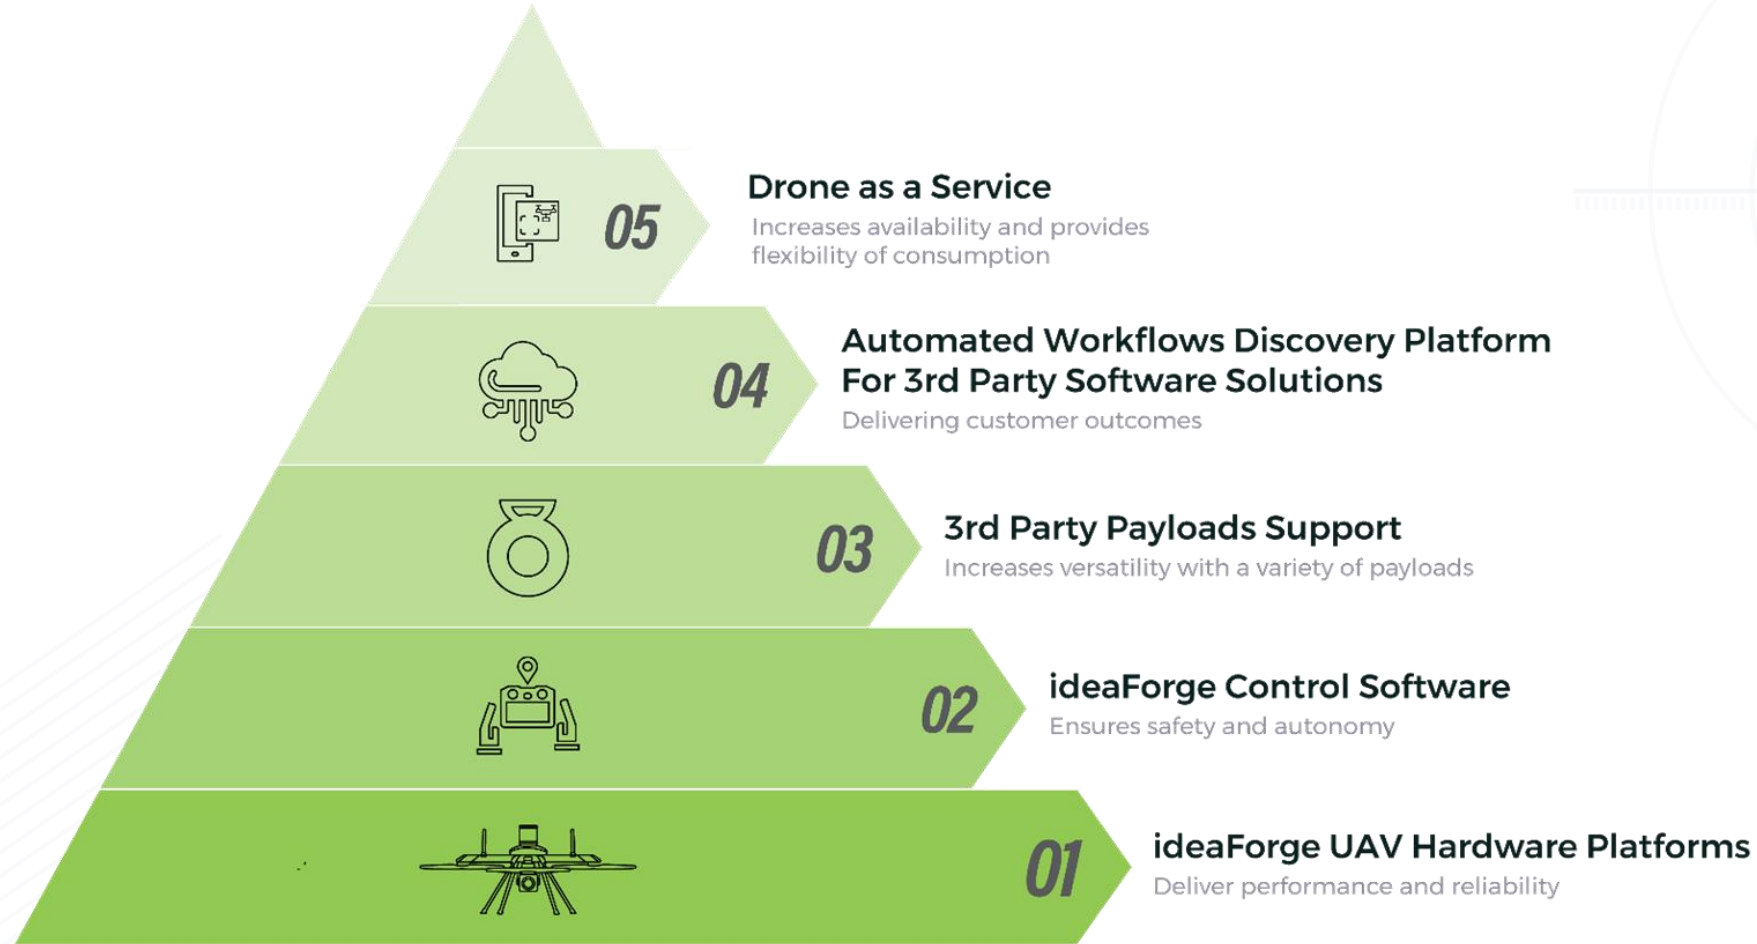 05
Drone as a Service
Increases availability and provides
flexibility of consumption
04
Automated Workflows Discovery Platform
For 3rd Party Software Solutions
Delivering customer outcomes
03
3rd Party Payloads Support
Increases versatility with a variety of payloads
02
ideaForge Control Software
Ensures safety and autonomy
01
ideaForge UAV Hardware Platforms
Deliver performance and reliability